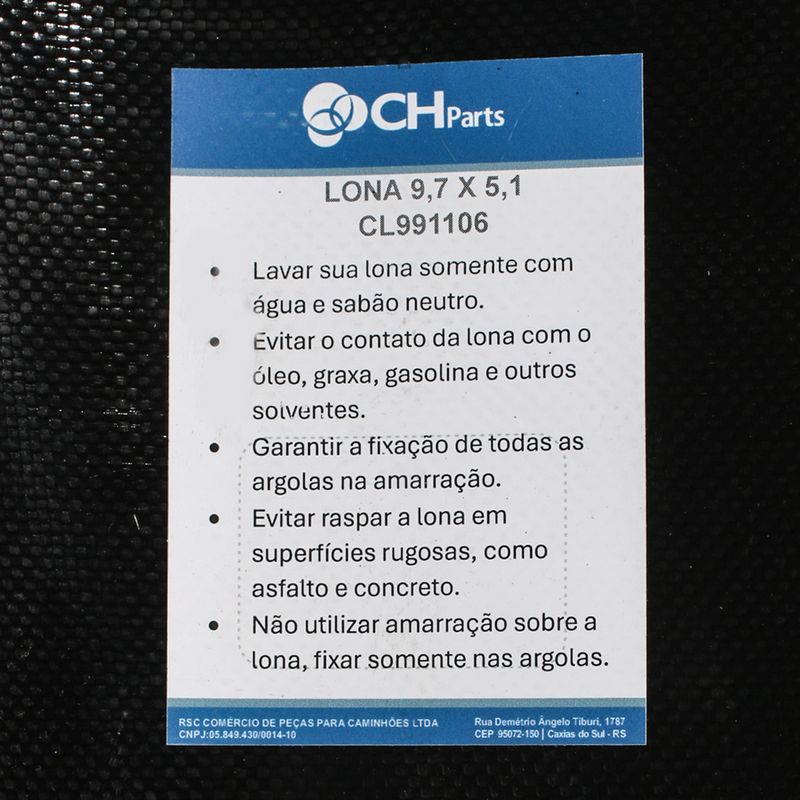 CHParts
LONA 9,7 X 5,1
CL991106
• Lavar sua lona somente com
água e sabão neutro.
• Evitar o contato da lona com o
óleo, graxa, gasolina e outros
solventes.
• Garantir a fixação de todas as
argolas na amarração.
• Evitar raspar a lona em
superfícies rugosas, como
asfalto e concreto.
• Não utilizar amarração sobre a
lona, fixar somente nas argolas.
RSC COMÉRCIO DE PEÇAS PARA CAMINHÕES LTDA
CNPJ:05.849.430/0014-10
Rua Demétrio Ângelo Tiburi, 1787
CEP 95072-150 | Caxias do Sul - RS